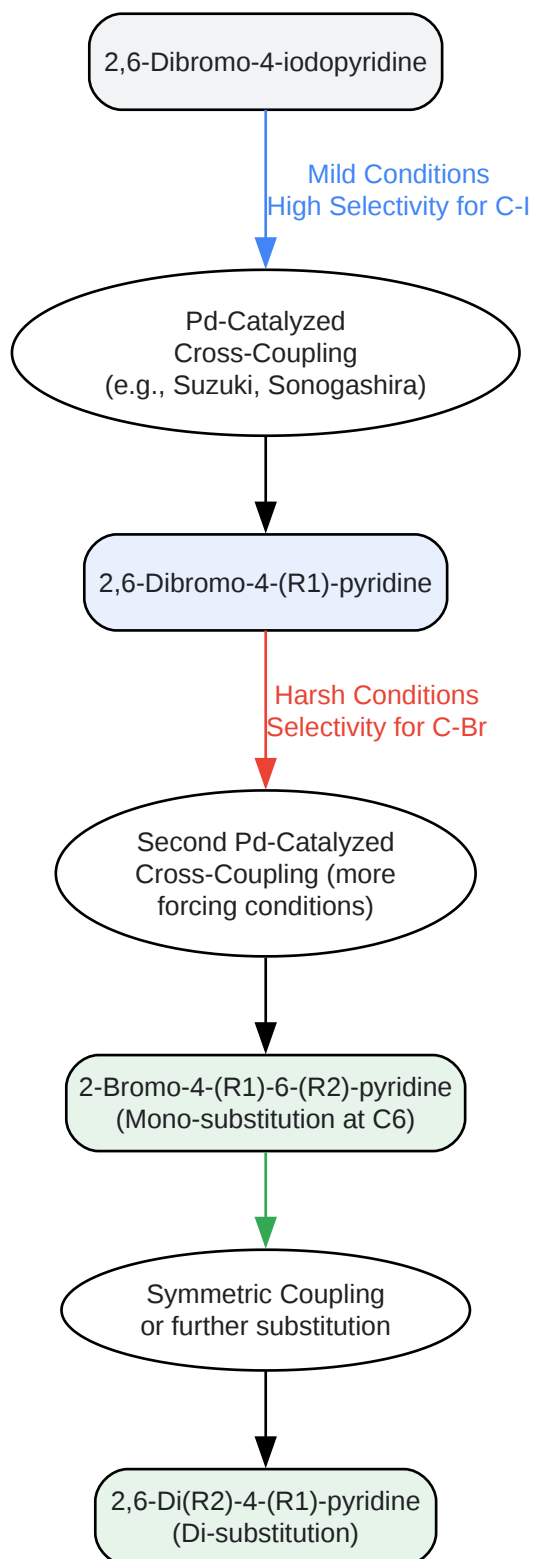 2,6-Dibromo-4-iodopyridine
Mild Conditions
High Selectivity for C-I
Pd-Catalyzed
Cross-Coupling
(e.g., Suzuki, Sonogashira)
2,6-Dibromo-4-(R1)-pyridine
Harsh Conditions
Selectivity for C-Br
Second Pd-Catalyzed
Cross-Coupling (more
forcing conditions)
2-Bromo-4-(R1)-6-(R2)-pyridine
(Mono-substitution at C6)
Symmetric Coupling
or further substitution
2,6-Di(R2)-4-(R1)-pyridine
(Di-substitution)